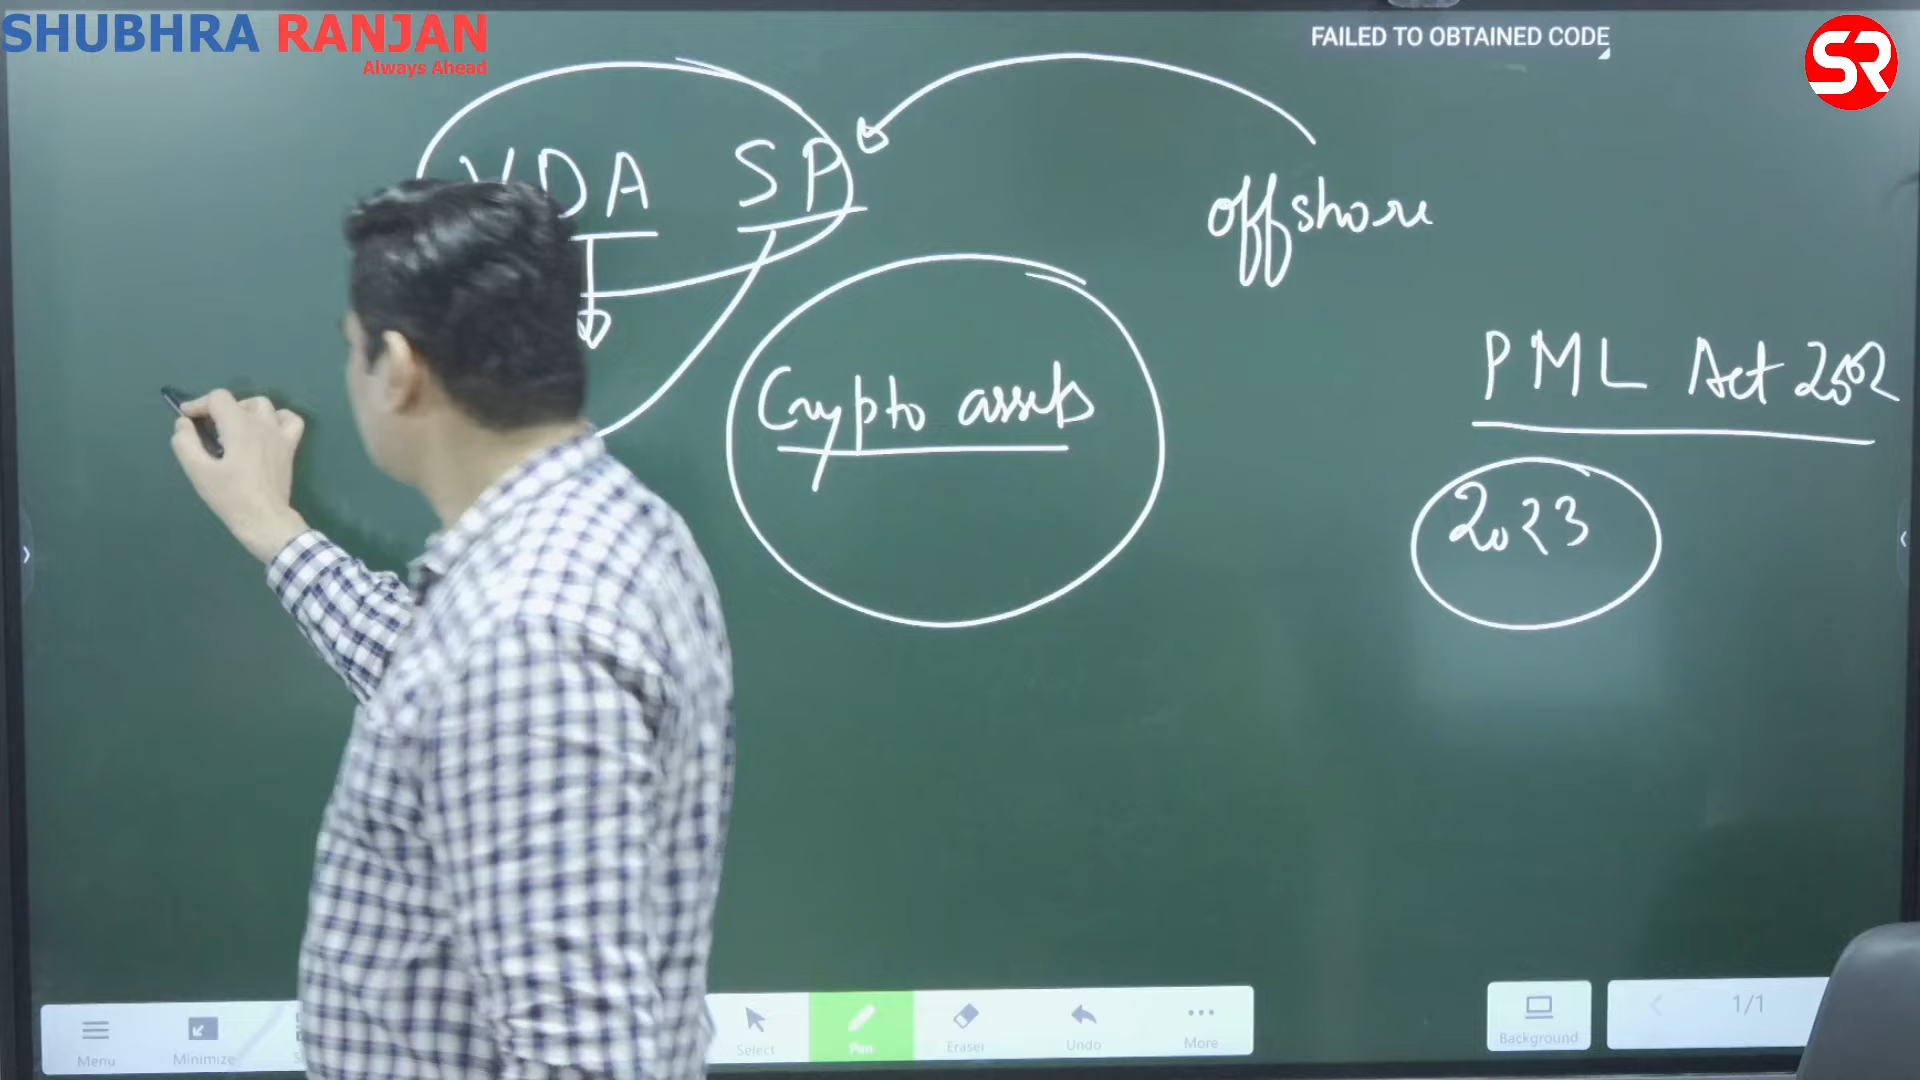 SHUBHRA RANJAN
Always Ahead
FAILED TO OBTAINED CODE
SR
VDA SP
offshore
Crypto assets
PML Act 2002
2023
Menu
Minimize
Select
Pen
Eraser
Undo
More
Background
1/1